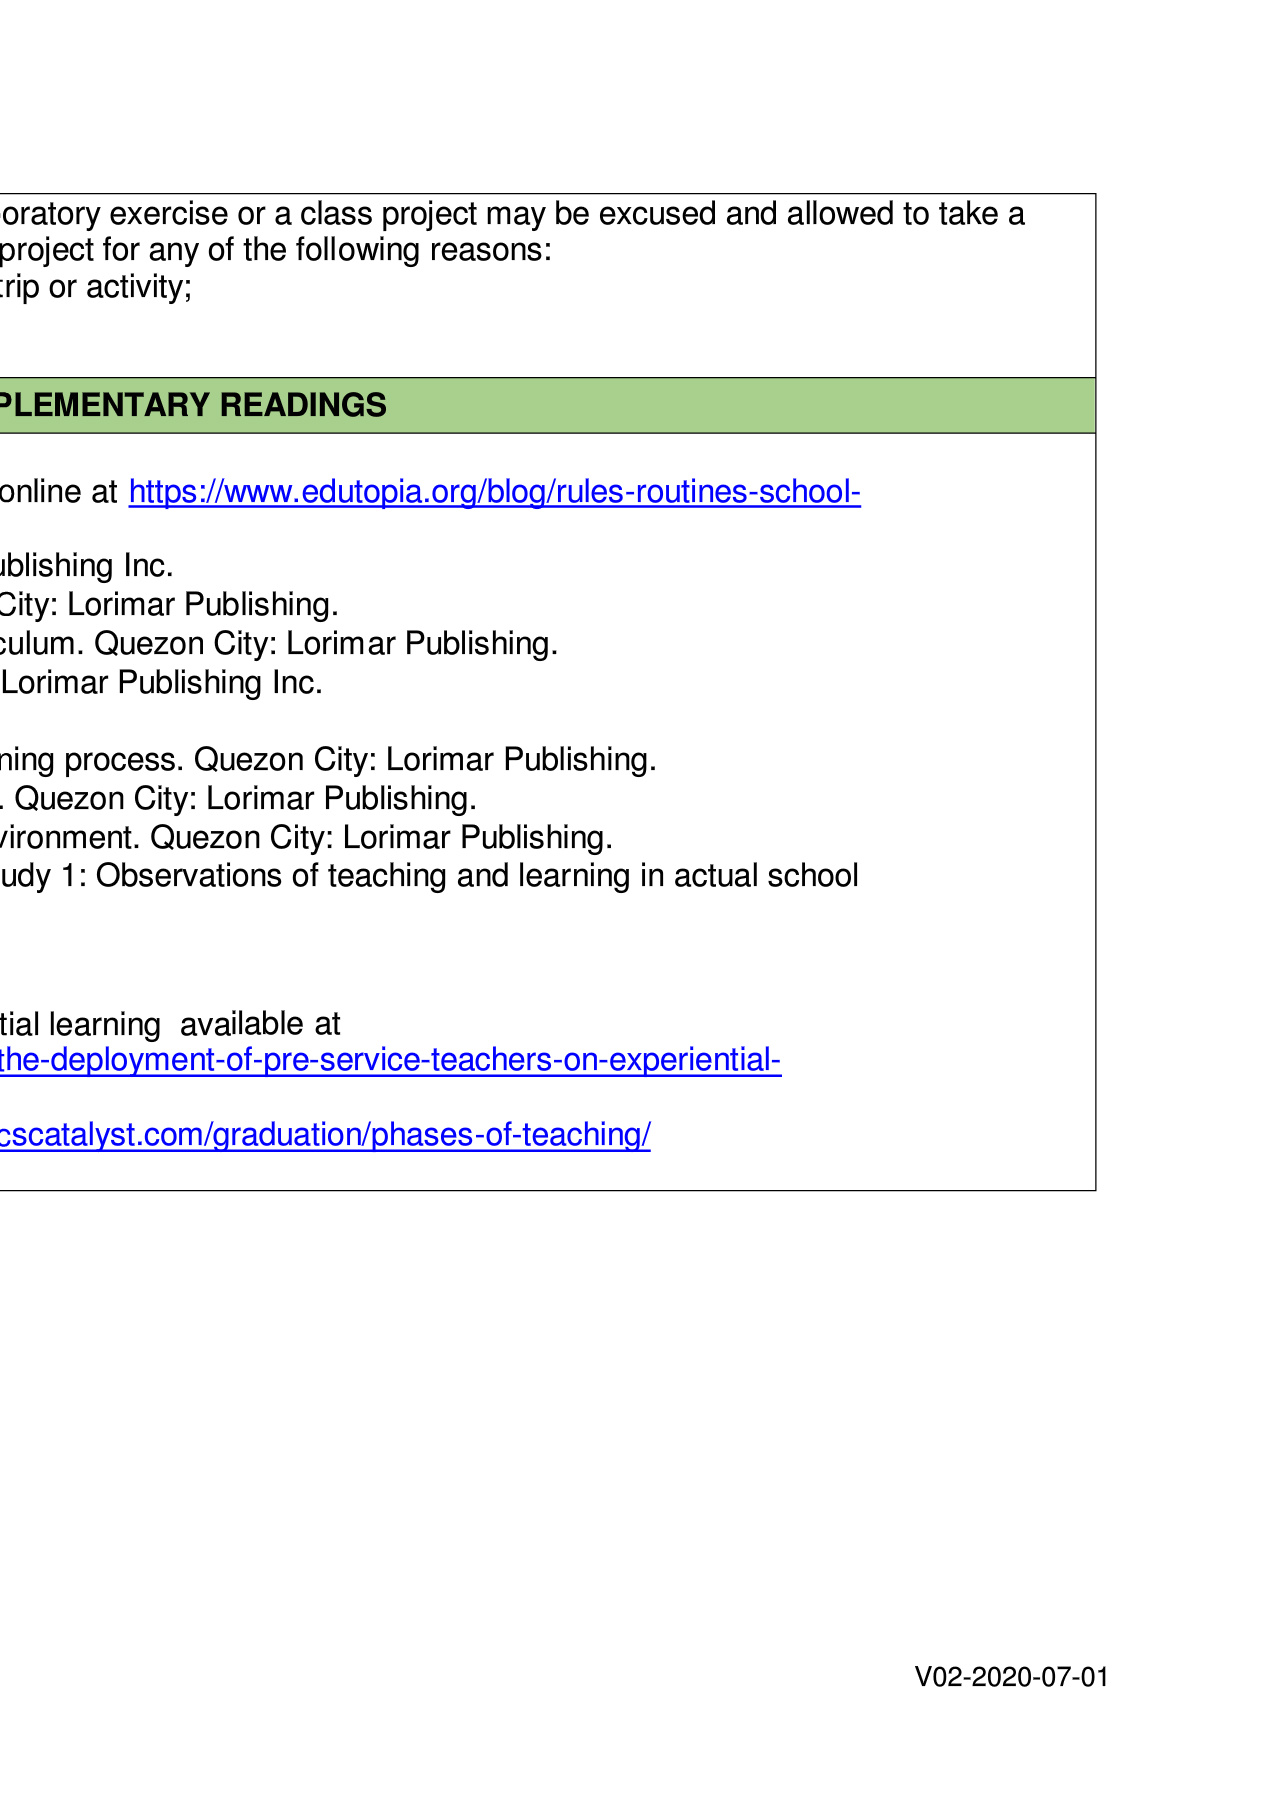 oratory exercise or a class project may be excused and allowed to take a
project for any of the following reasons:
trip or activity;
PLEMENTARY READINGS
online at https://www.edutopia.org/blog/rules-routines-school-
ublishing Inc.
City: Lorimar Publishing.
culum. Quezon City: Lorimar Publishing.
Lorimar Publishing Inc.
ning process. Quezon City: Lorimar Publishing.
. Quezon City: Lorimar Publishing.
vironment. Quezon City: Lorimar Publishing.
udy 1: Observations of teaching and learning in actual school
tial learning  available at
the-deployment-of-pre-service-teachers-on-experiential-
cscatalyst.com/graduation/phases-of-teaching/
V02-2020-07-01